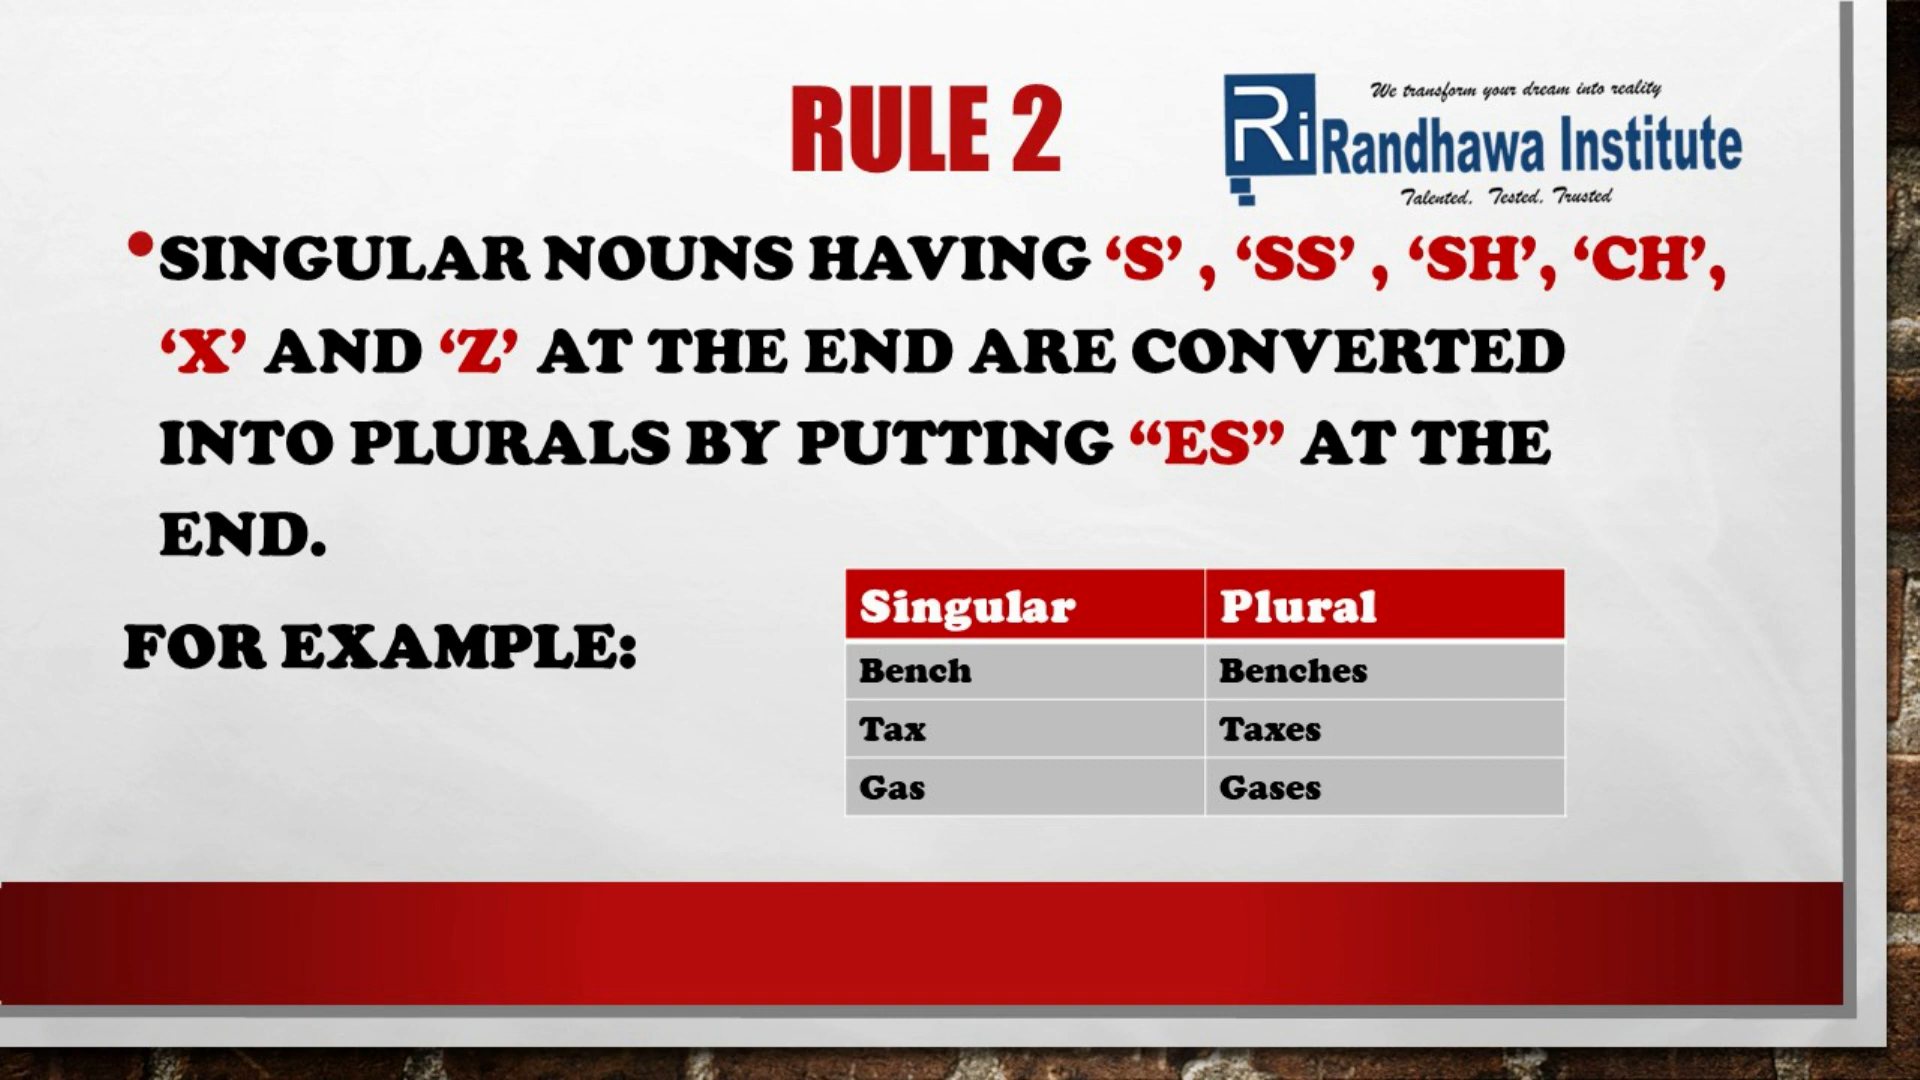 RULE 2
We transform your dream into reality
Ri Randhawa Institute
Talented. Tested. Trusted
•SINGULAR NOUNS HAVING ‘S’ , ‘SS’ , ‘SH’, ‘CH’,
‘X’ AND ‘Z’ AT THE END ARE CONVERTED
INTO PLURALS BY PUTTING “ES” AT THE
END.
FOR EXAMPLE:
Singular Plural
Bench Benches
Tax Taxes
Gas Gases